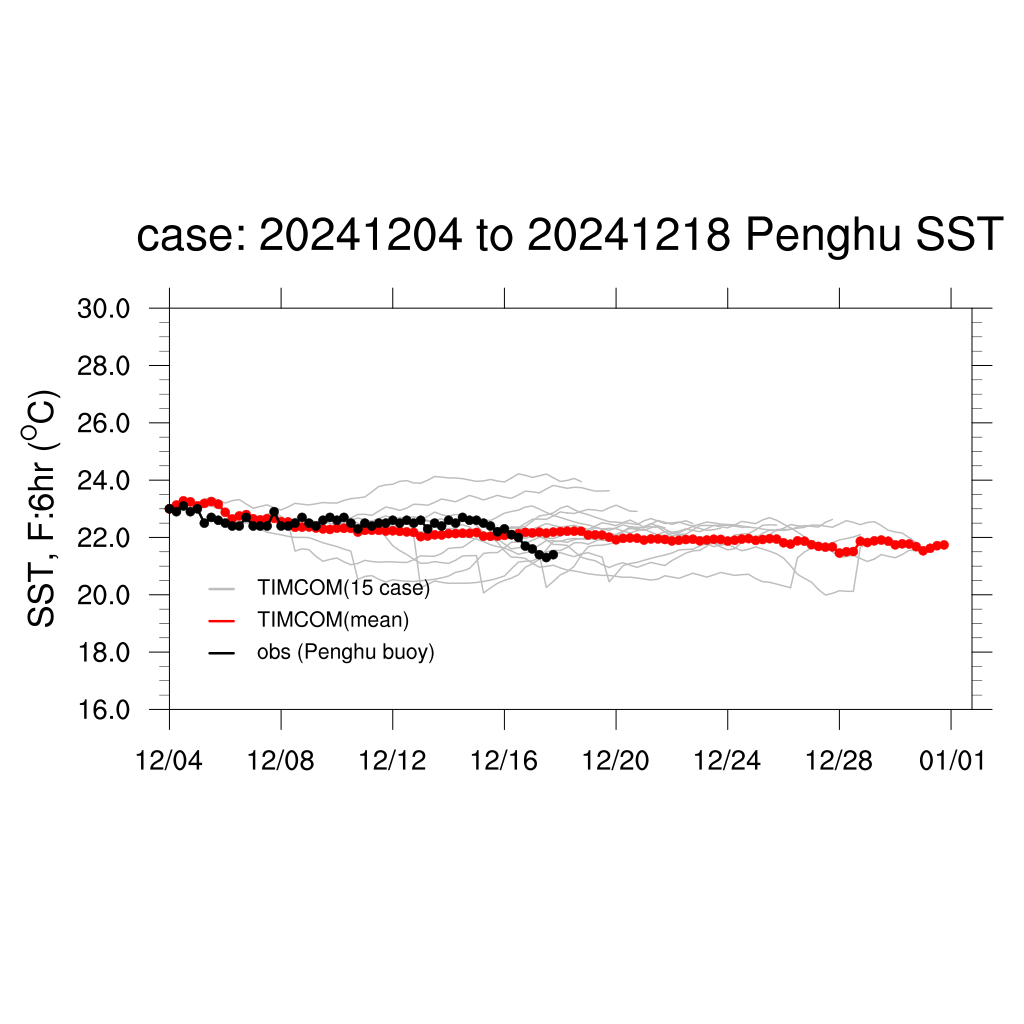 case: 20241204 to 20241218 Penghu SST
SST, F:6hr (°C)
30.0
28.0
26.0
24.0
22.0
20.0
18.0
16.0
TIMCOM(15 case)
TIMCOM(mean)
obs (Penghu buoy)
12/04 12/08 12/12 12/16 12/20 12/24 12/28 01/01